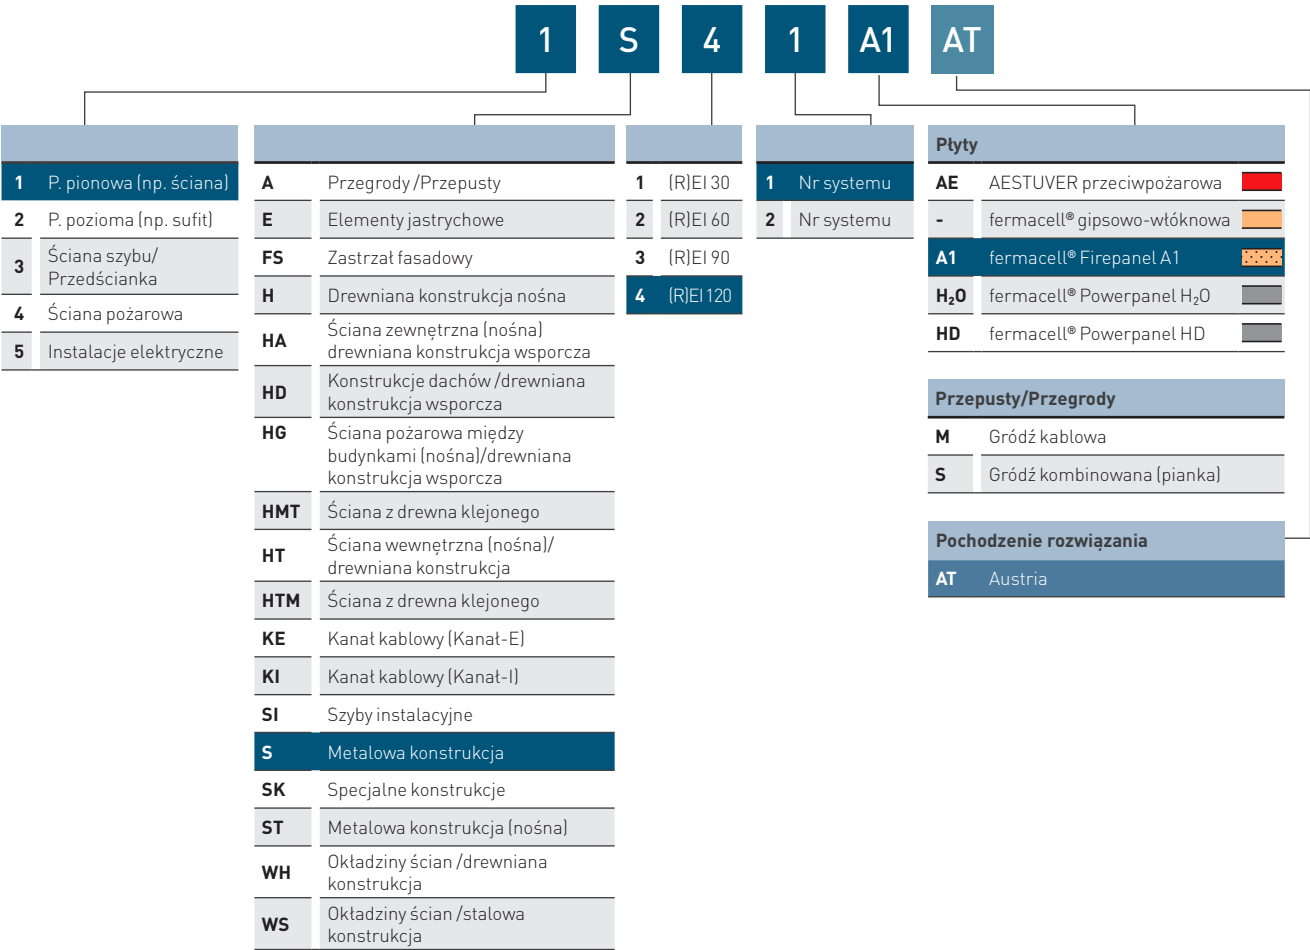 1 S 4 1 A1 AT
1 P. pionowa (np. ściana)
2 P. pozioma (np. sufit)
3 Ściana szybu/
Przedścianka
4 Ściana pożarowa
5 Instalacje elektryczne
A Przegrody /Przepusty
E Elementy jastrychowe
FS Zastrzał fasadowy
H Drewniana konstrukcja nośna
HA Ściana zewnętrzna (nośna)
drewniana konstrukcja wsporcza
HD Konstrukcje dachów /drewniana
konstrukcja wsporcza
HG Ściana pożarowa między
budynkami (nośna)/drewniana
konstrukcja wsporcza
HMT Ściana z drewna klejonego
HT Ściana wewnętrzna (nośna)/
drewniana konstrukcja
HTM Ściana z drewna klejonego
KE Kanał kablowy (Kanał-E)
KI Kanał kablowy (Kanał-I)
SI Szyby instalacyjne
S Metalowa konstrukcja
SK Specjalne konstrukcje
ST Metalowa konstrukcja (nośna)
WH Okładziny ścian /drewniana
konstrukcja
WS Okładziny ścian /stalowa
konstrukcja
1 (R)EI 30
2 (R)EI 60
3 (R)EI 90
4 (R)EI 120
1 Nr systemu
2 Nr systemu
Płyty
AE AESTUVER przeciwpożarowa
- fermacell® gipsowo-włóknowa
A1 fermacell® Firepanel A1
H₂O fermacell® Powerpanel H₂O
HD fermacell® Powerpanel HD
Przepusty/Przegrody
M Gródź kablowa
S Gródź kombinowana (pianka)
Pochodzenie rozwiązania
AT Austria